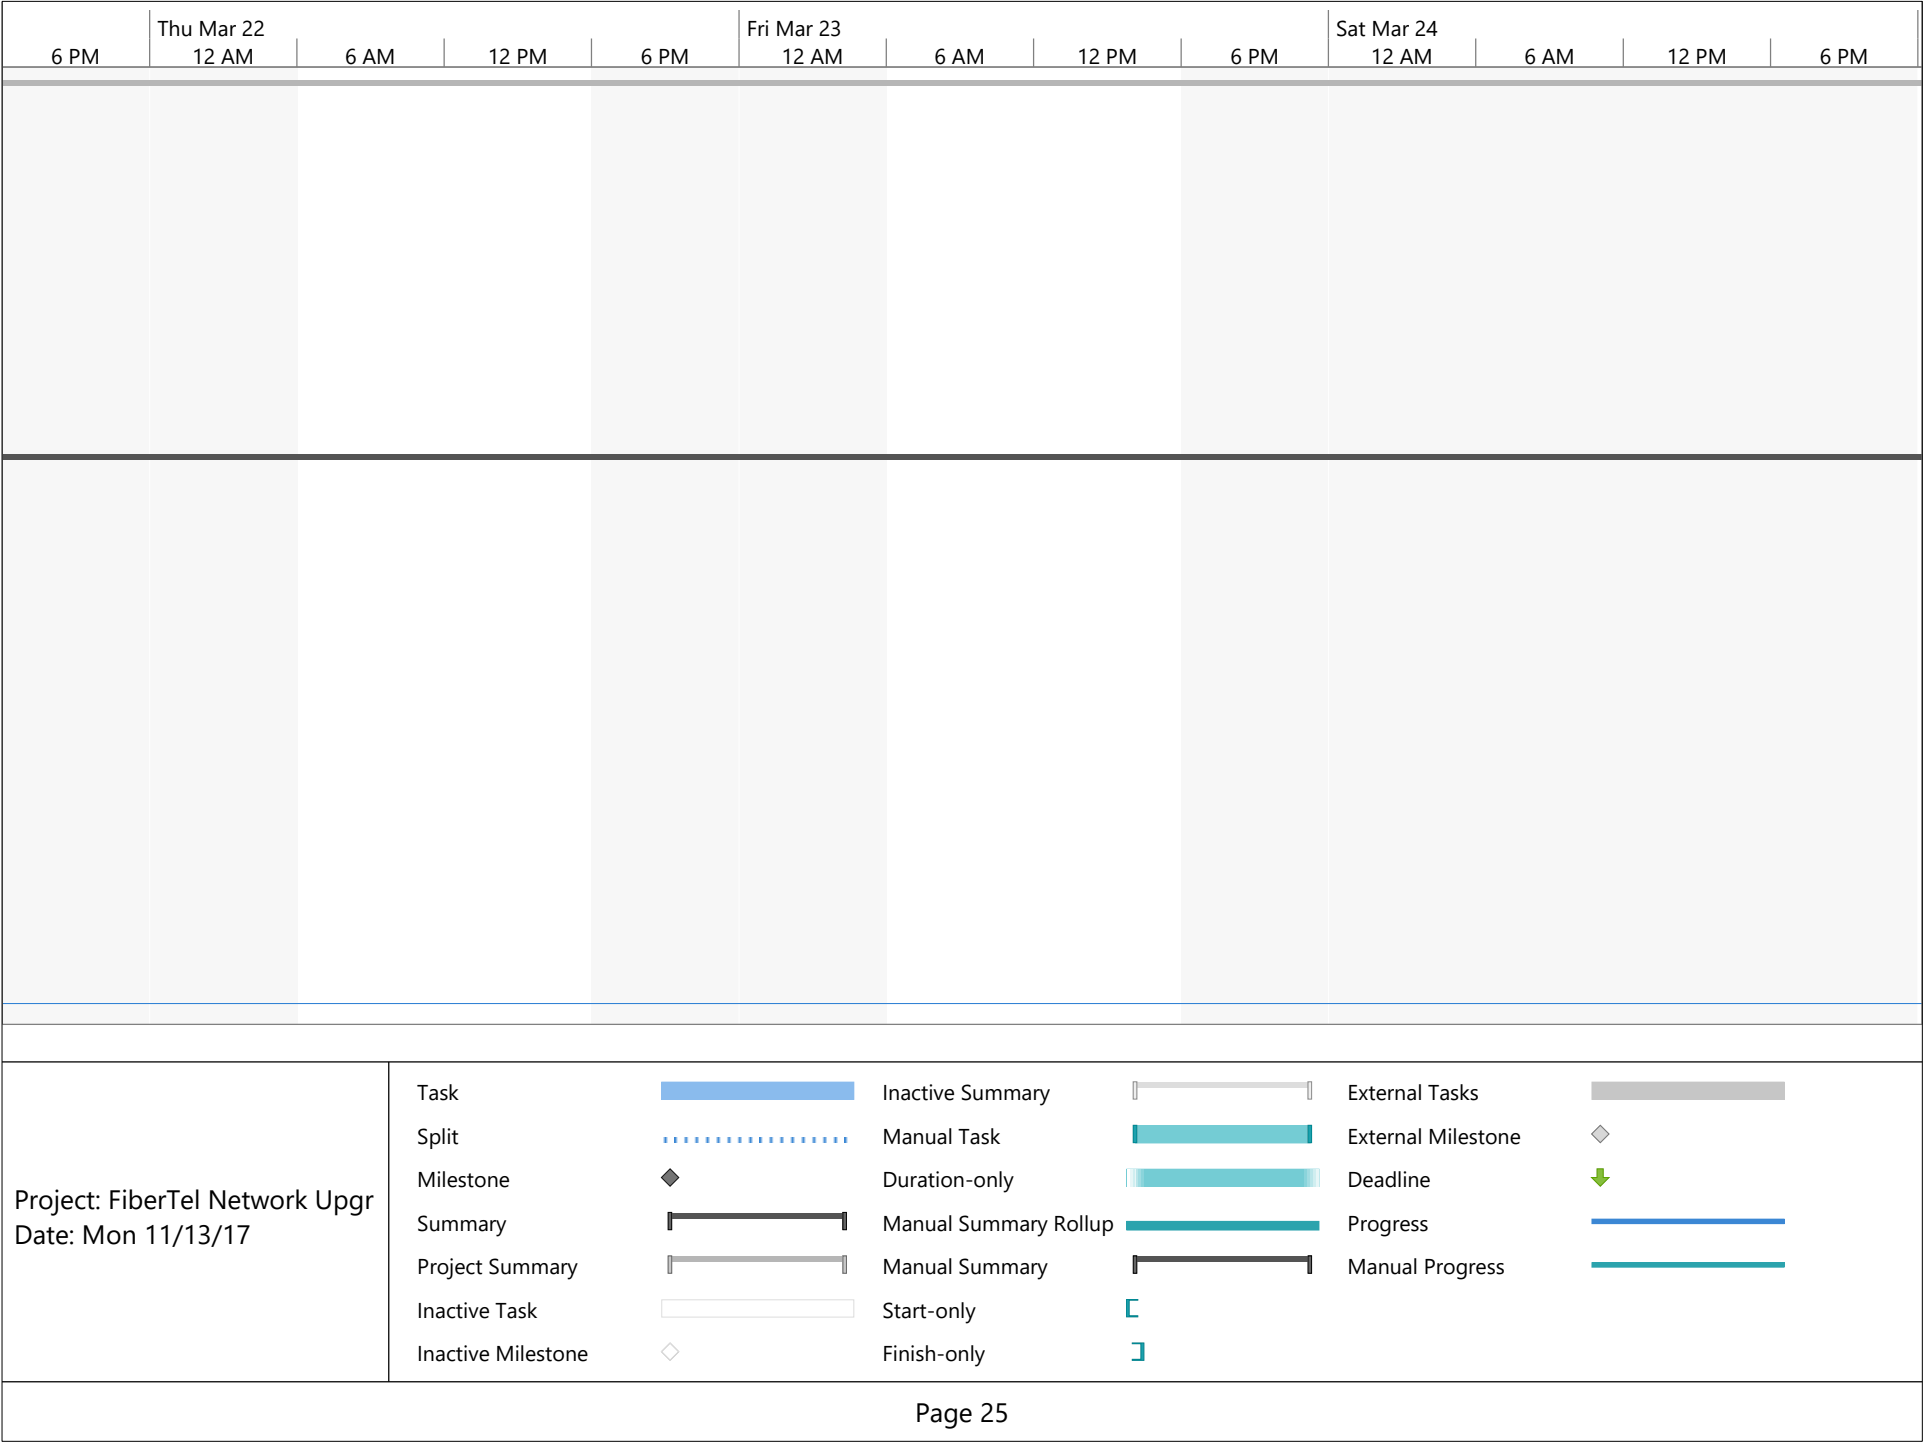 Thu Mar 22 Fri Mar 23 Sat Mar 24
6 PM 12 AM 6 AM 12 PM 6 PM 12 AM 6 AM 12 PM 6 PM 12 AM 6 AM 12 PM 6 PM
Project: FiberTel Network Upgr
Date: Mon 11/13/17
Task
Split
Milestone
Summary
Project Summary
Inactive Task
Inactive Milestone
Inactive Summary
Manual Task
Duration-only
Manual Summary Rollup
Manual Summary
Start-only
Finish-only
External Tasks
External Milestone
Deadline
Progress
Manual Progress
Page 25